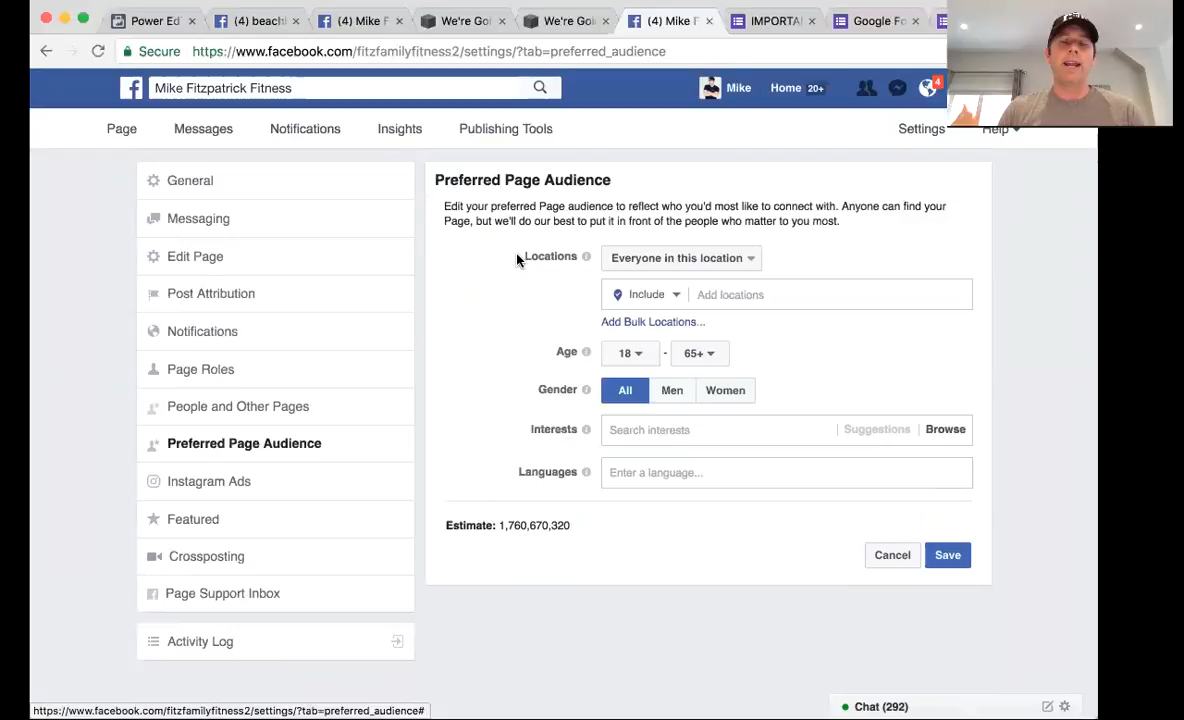 Power Ed
(4) beach
(4) Mike F
We're Goi
We're Goi
(4) Mike F
IMPORTA
Google Fo
Secure https://www.facebook.com/fitzfamilyfitness2/settings/?tab=preferred_audience
Mike Fitzpatrick Fitness
Mike
Home 20+
4
Page
Messages
Notifications
Insights
Publishing Tools
Settings
Help
General
Messaging
Edit Page
Post Attribution
Notifications
Page Roles
People and Other Pages
Preferred Page Audience
Instagram Ads
Featured
Crossposting
Page Support Inbox
Activity Log
Preferred Page Audience
Edit your preferred Page audience to reflect who you'd most like to connect with. Anyone can find your
Page, but we'll do our best to put it in front of the people who matter to you most.
Locations Everyone in this location
Include Add locations
Add Bulk Locations...
Age 18 - 65+
Gender All Men Women
Interests Search interests Suggestions Browse
Languages Enter a language...
Estimate: 1,760,670,320
Cancel Save
https://www.facebook.com/fitzfamilyfitness2/settings/?tab=preferred_audience#
Chat (292)